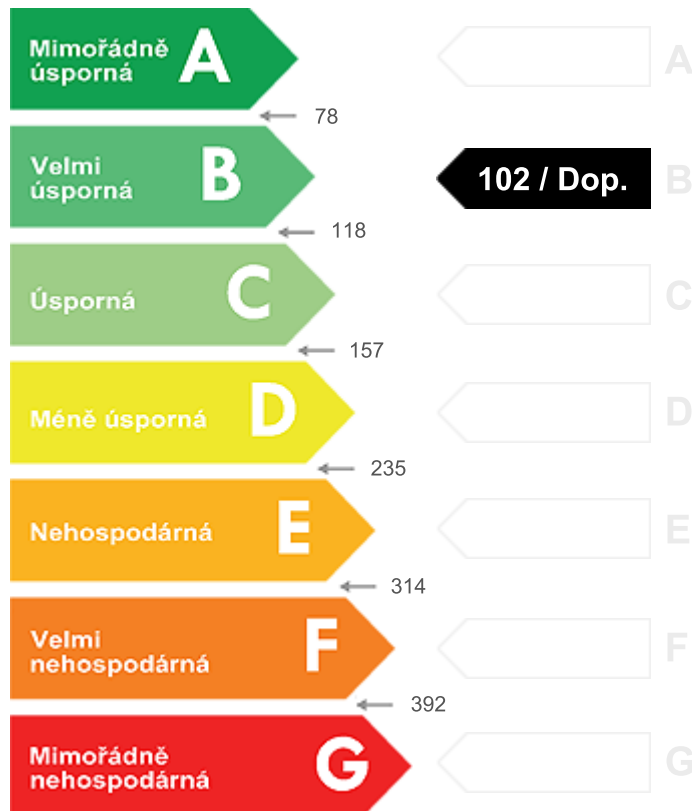 Mimořádně
úsporná
A
A
78
Velmi
úsporná
B
102 / Dop.
B
118
Úsporná
C
C
157
Méně úsporná
D
D
235
Nehospodárná
E
E
314
Velmi
nehospodárná
F
F
392
Mimořádně
nehospodárná
G
G